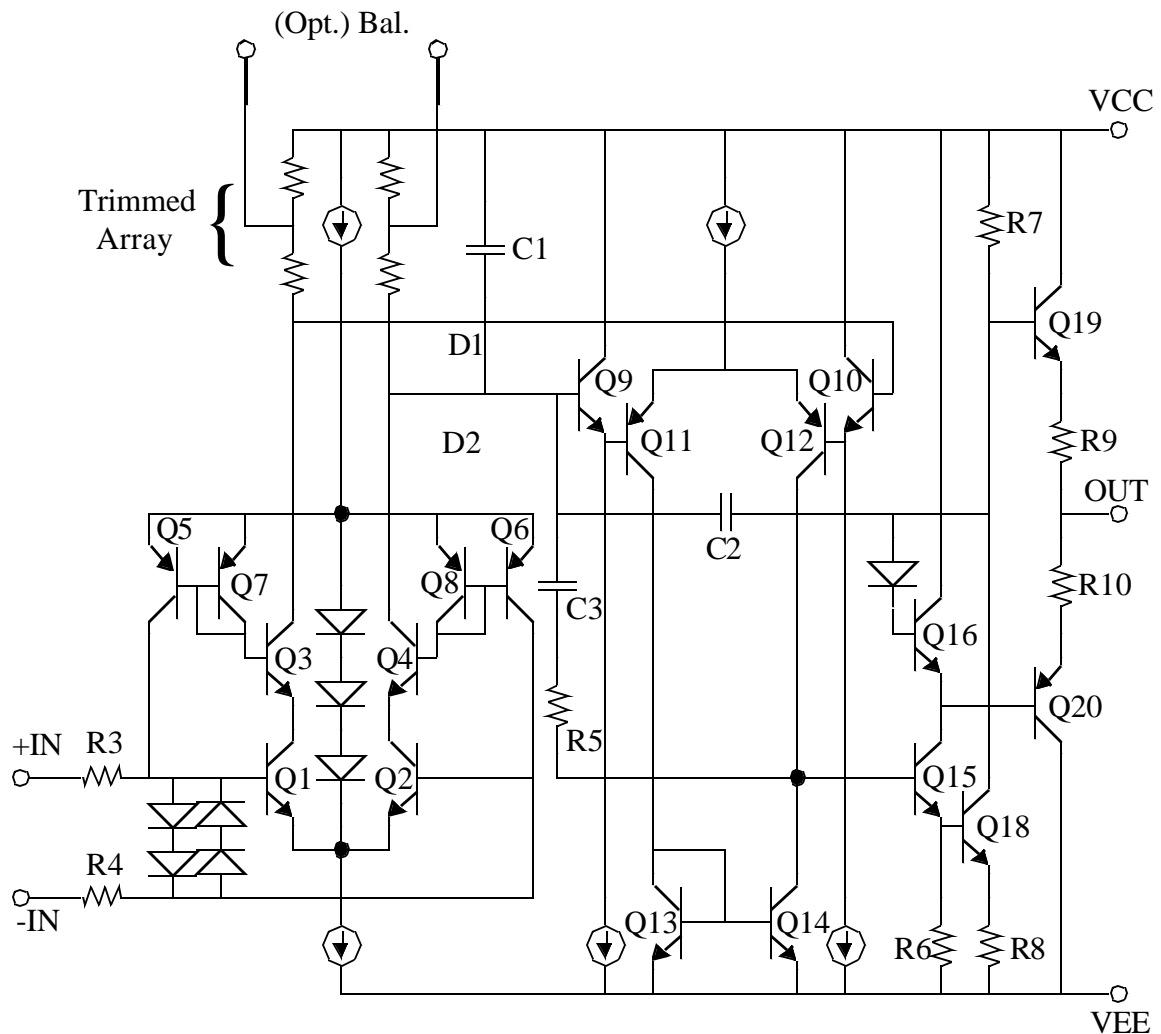 (Opt.) Bal.
VCC
Trimmed
Array
C1
R7
Q19
D1
Q9
Q10
Q11
Q12
D2
R9
OUT
Q5
Q6
C2
Q7
Q8
R10
C3
Q16
Q3
Q4
Q20
R5
+IN
R3
Q1
Q2
Q15
Q18
R4
-IN
Q13
Q14
R6
R8
VEE